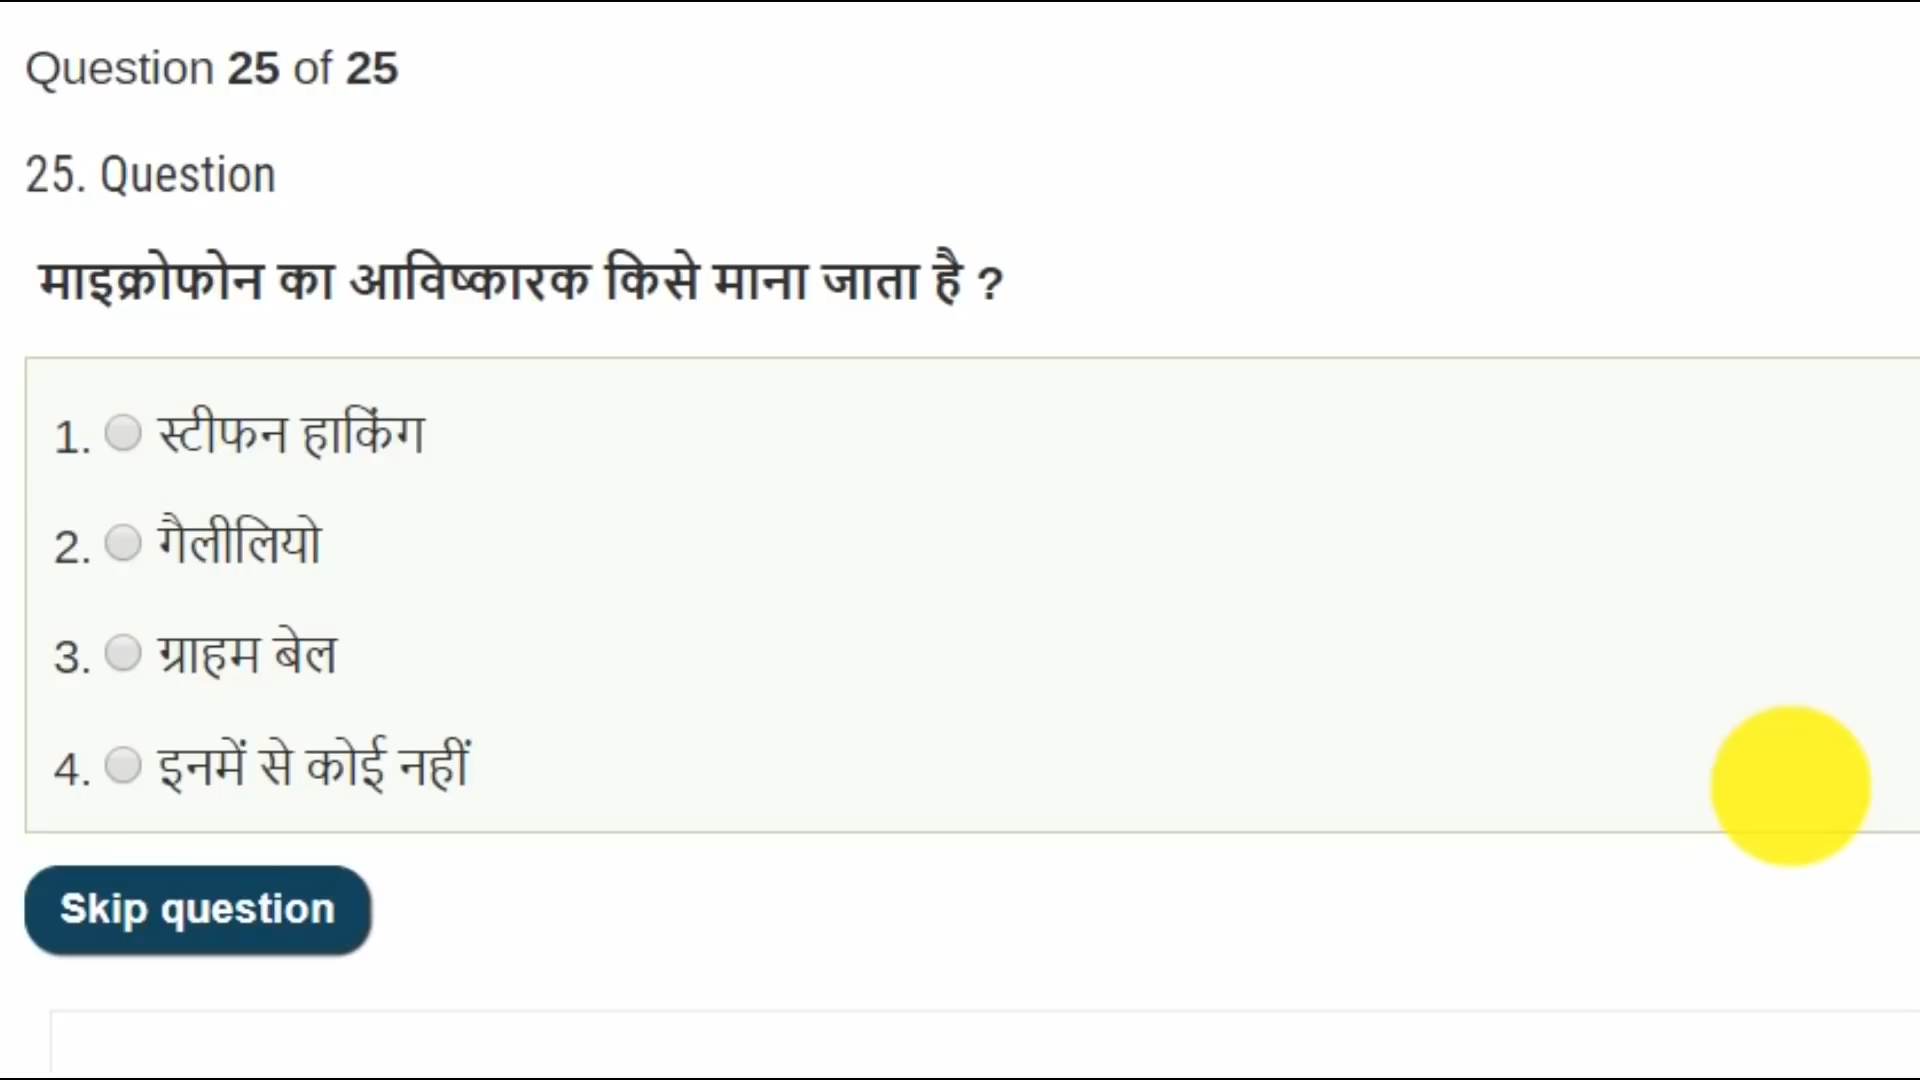 Question 25 of 25
25. Question
माइक्रोफोन का आविष्कारक किसे माना जाता है ?
1. स्टीफन हाकिंग
2. गैलीलियो
3. ग्राहम बेल
4. इनमें से कोई नहीं
Skip question